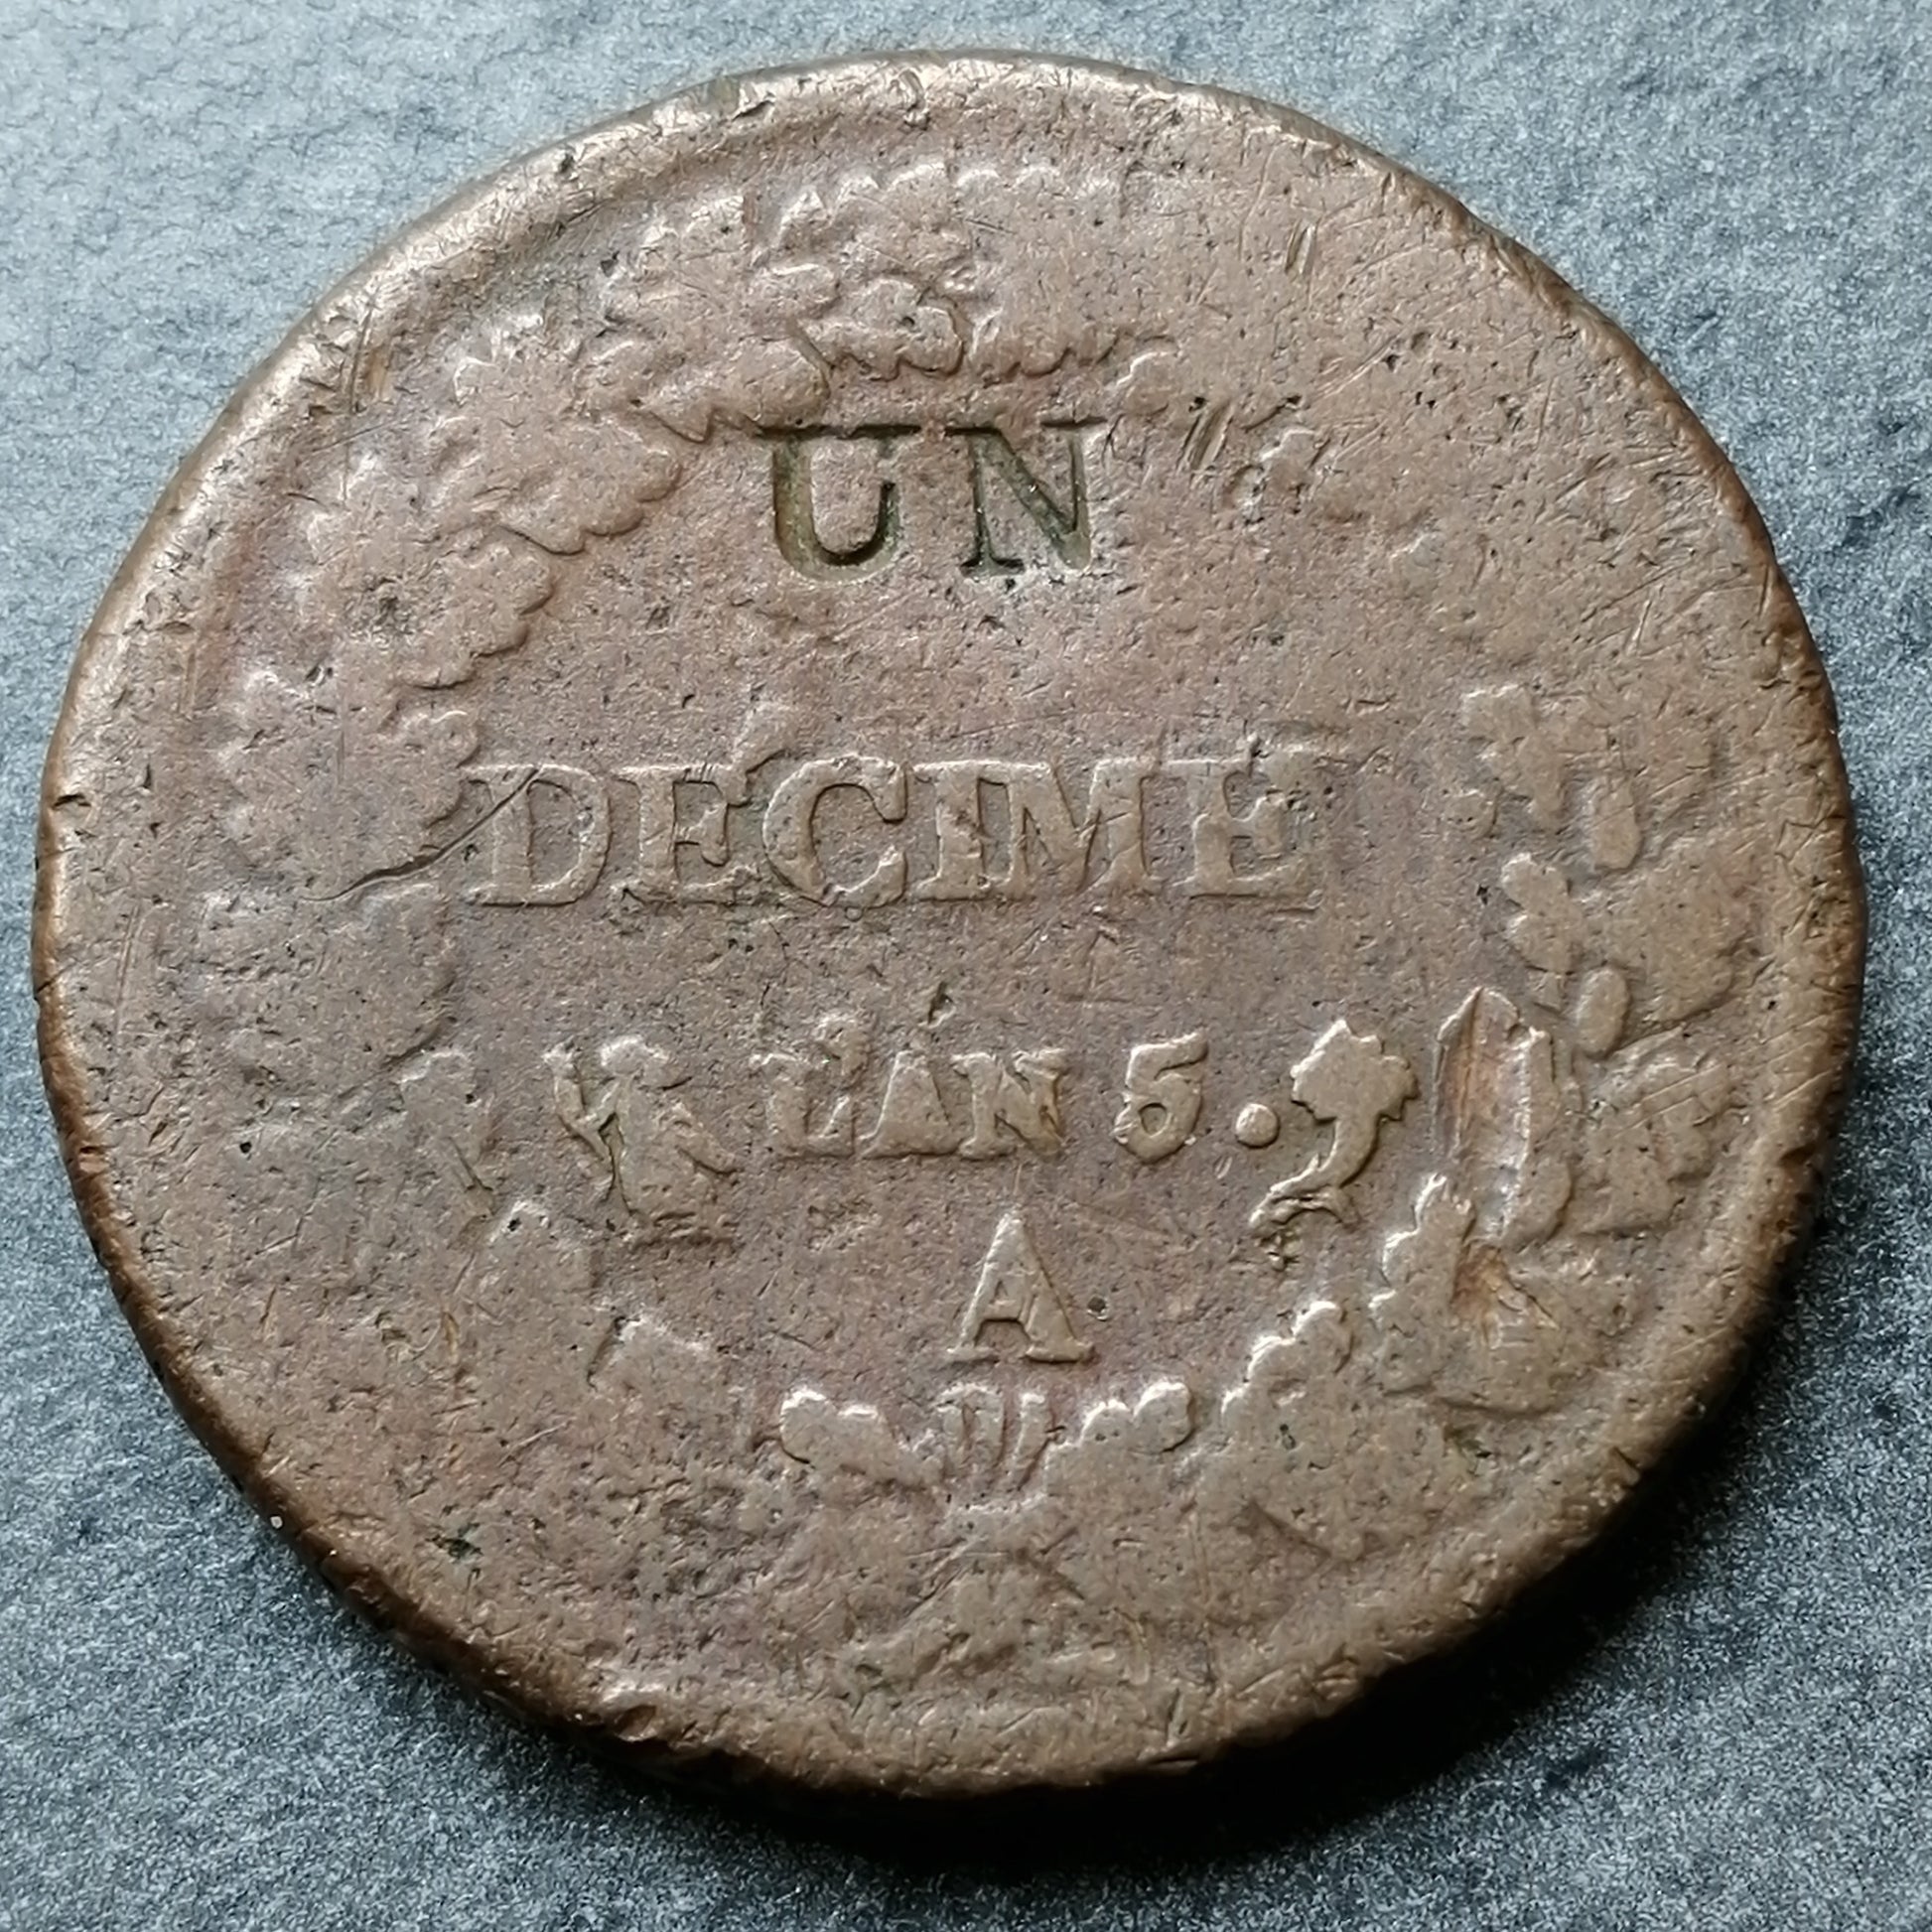 UN
DECIME
L'AN 5.
A